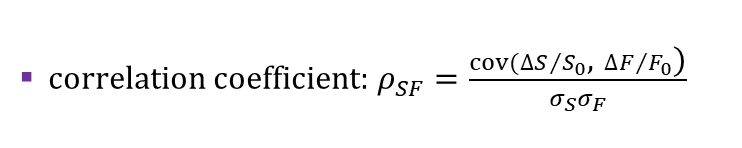 ▪ correlation coefficient: ρ_SF = cov(ΔS/S₀, ΔF/F₀) / σ_Sσ_F